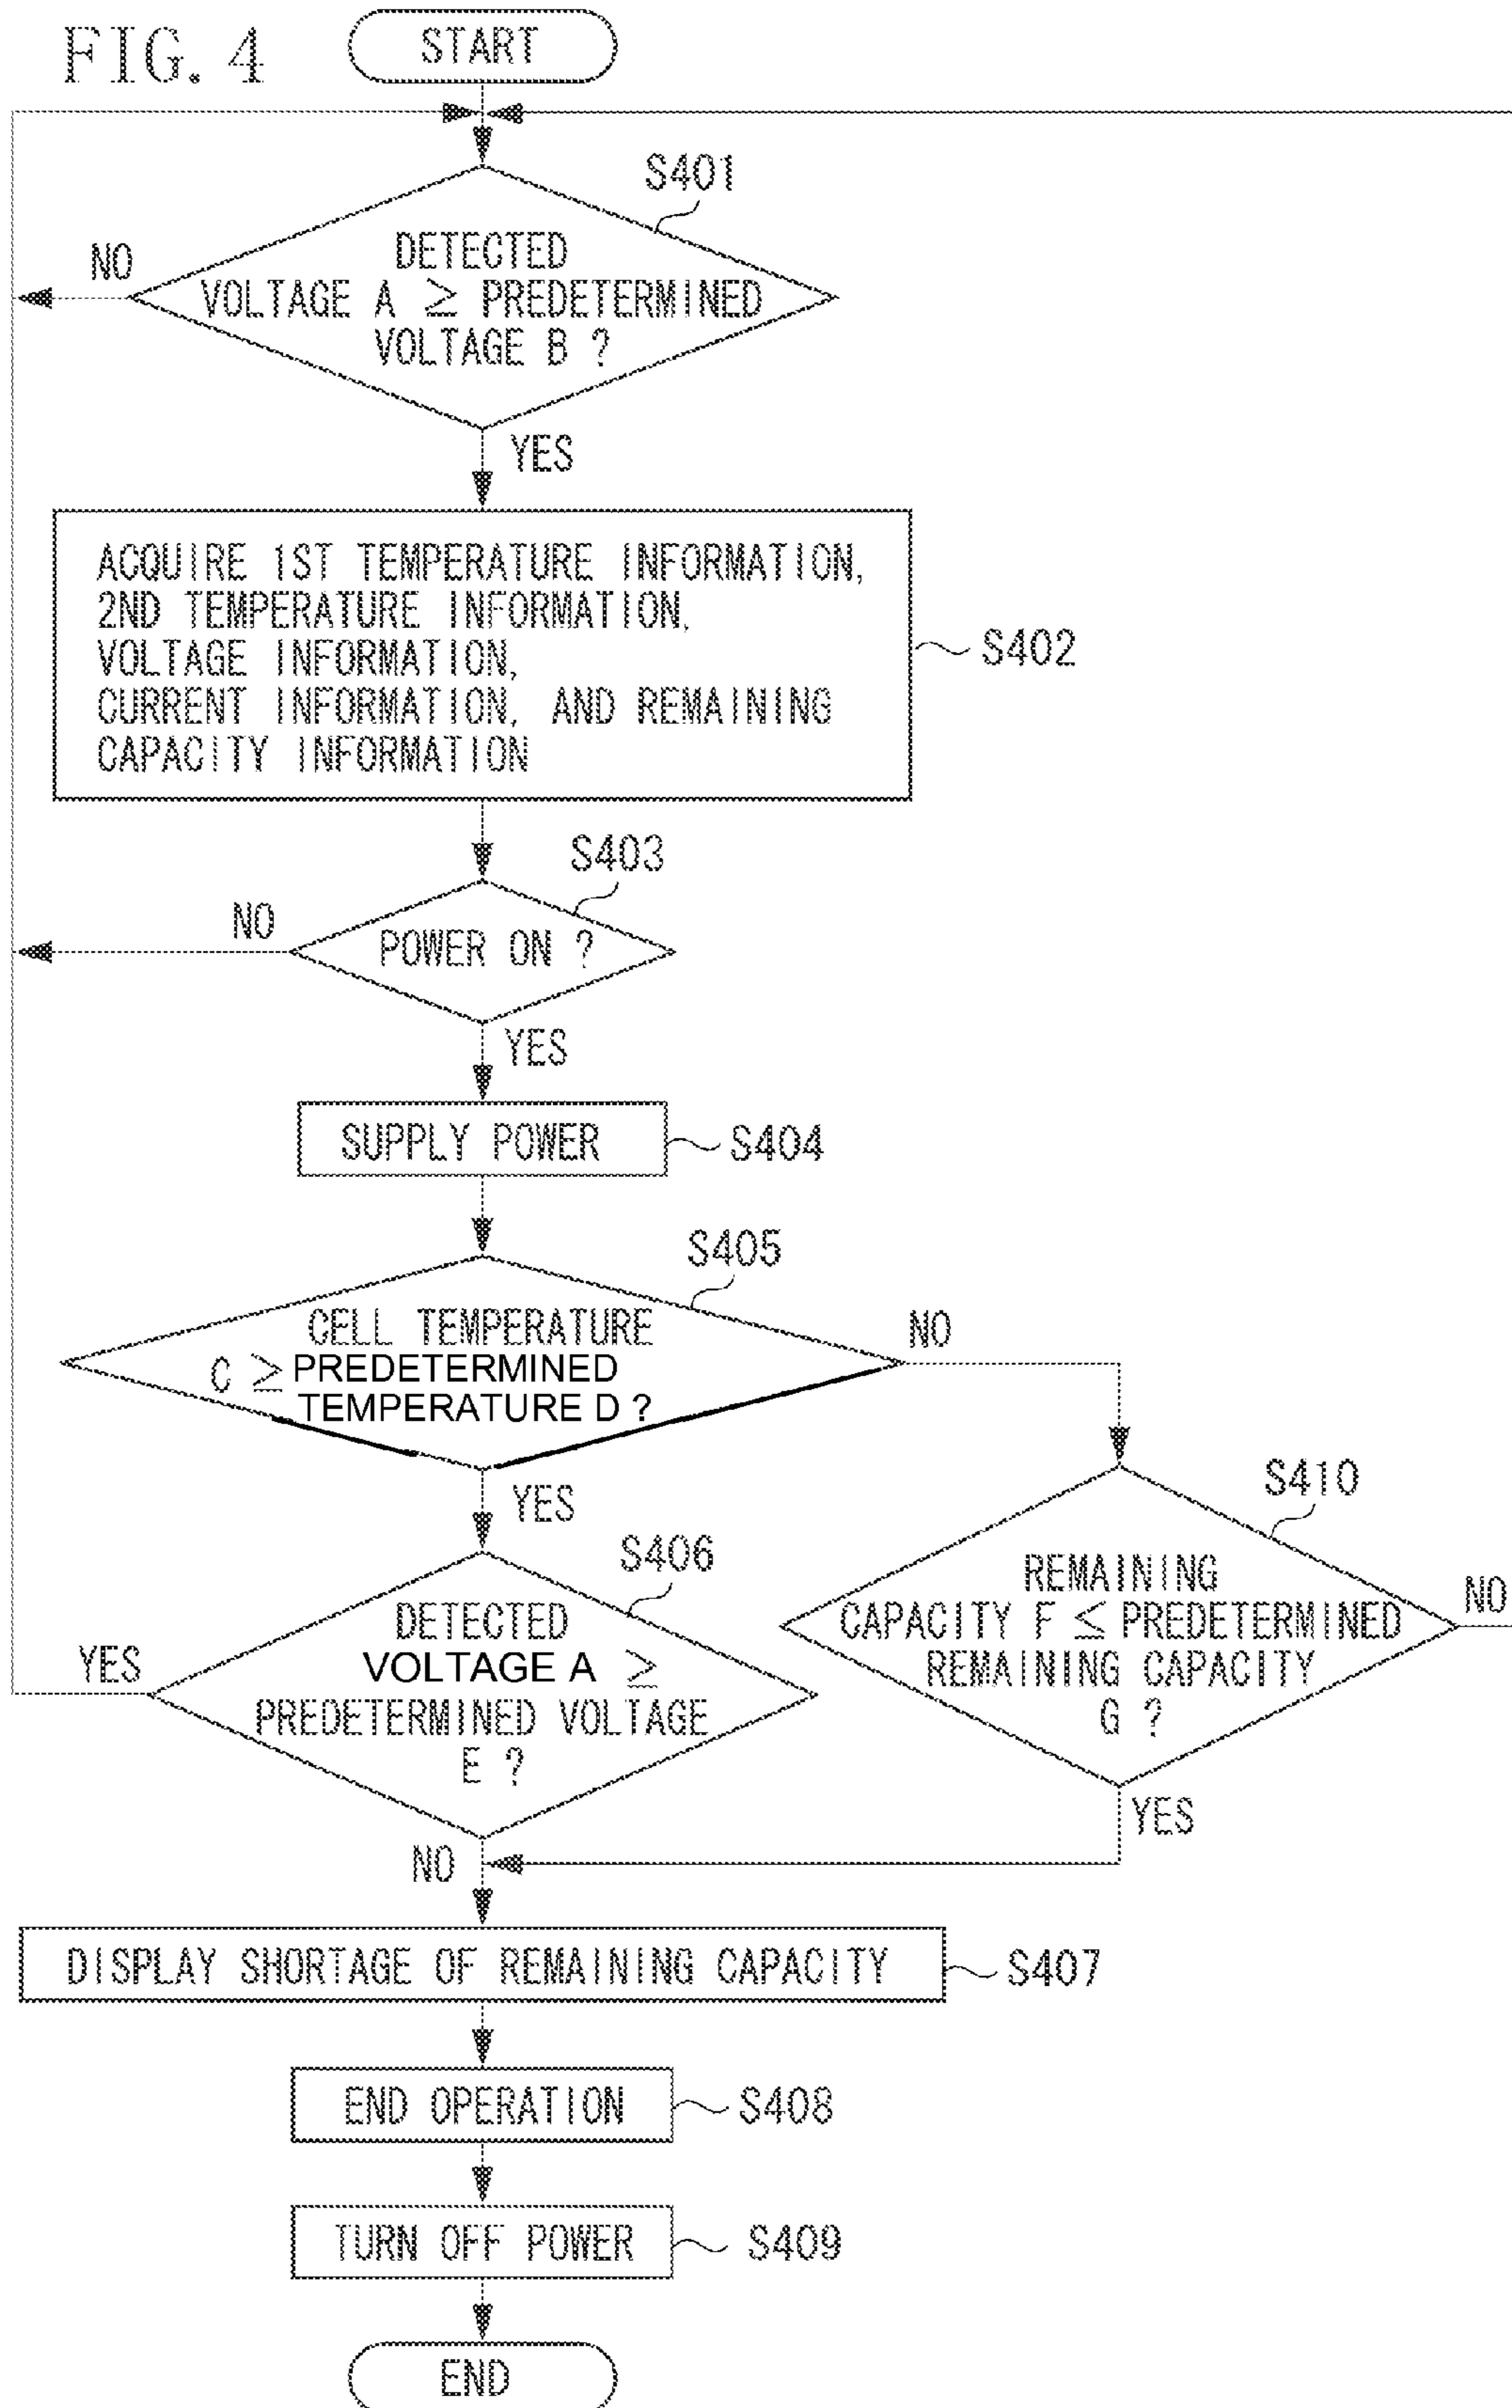 FIG. 4
START
S401
NO
DETECTED
VOLTAGE A ≥ PREDETERMINED
VOLTAGE B ?
YES
ACQUIRE 1ST TEMPERATURE INFORMATION,
2ND TEMPERATURE INFORMATION,
VOLTAGE INFORMATION,
CURRENT INFORMATION, AND REMAINING
CAPACITY INFORMATION
S402
S403
NO
POWER ON ?
YES
SUPPLY POWER
S404
S405
CELL TEMPERATURE
C ≥ PREDETERMINED
TEMPERATURE D ?
NO
YES
S406
DETECTED
VOLTAGE A ≥
PREDETERMINED VOLTAGE
E ?
YES
NO
S410
REMAINING
CAPACITY F ≤ PREDETERMINED
REMAINING CAPACITY
G ?
NO
YES
DISPLAY SHORTAGE OF REMAINING CAPACITY
S407
END OPERATION
S408
TURN OFF POWER
S409
END